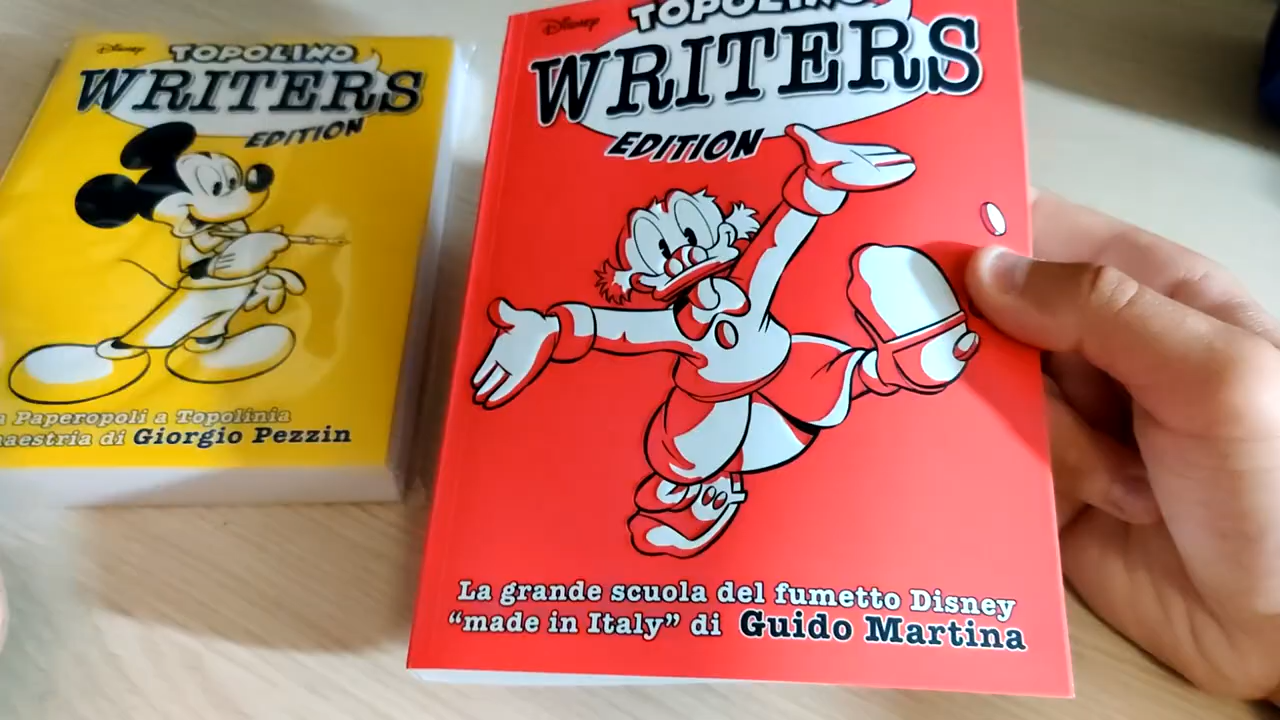 Disney
TOPOLINO
WRITERS
EDITION
Paperopoli a Topolinia
di Giorgio Pezzin
Disney
TOPOLINO
WRITERS
EDITION
La grande scuola del fumetto Disney
“made in Italy” di Guido Martina